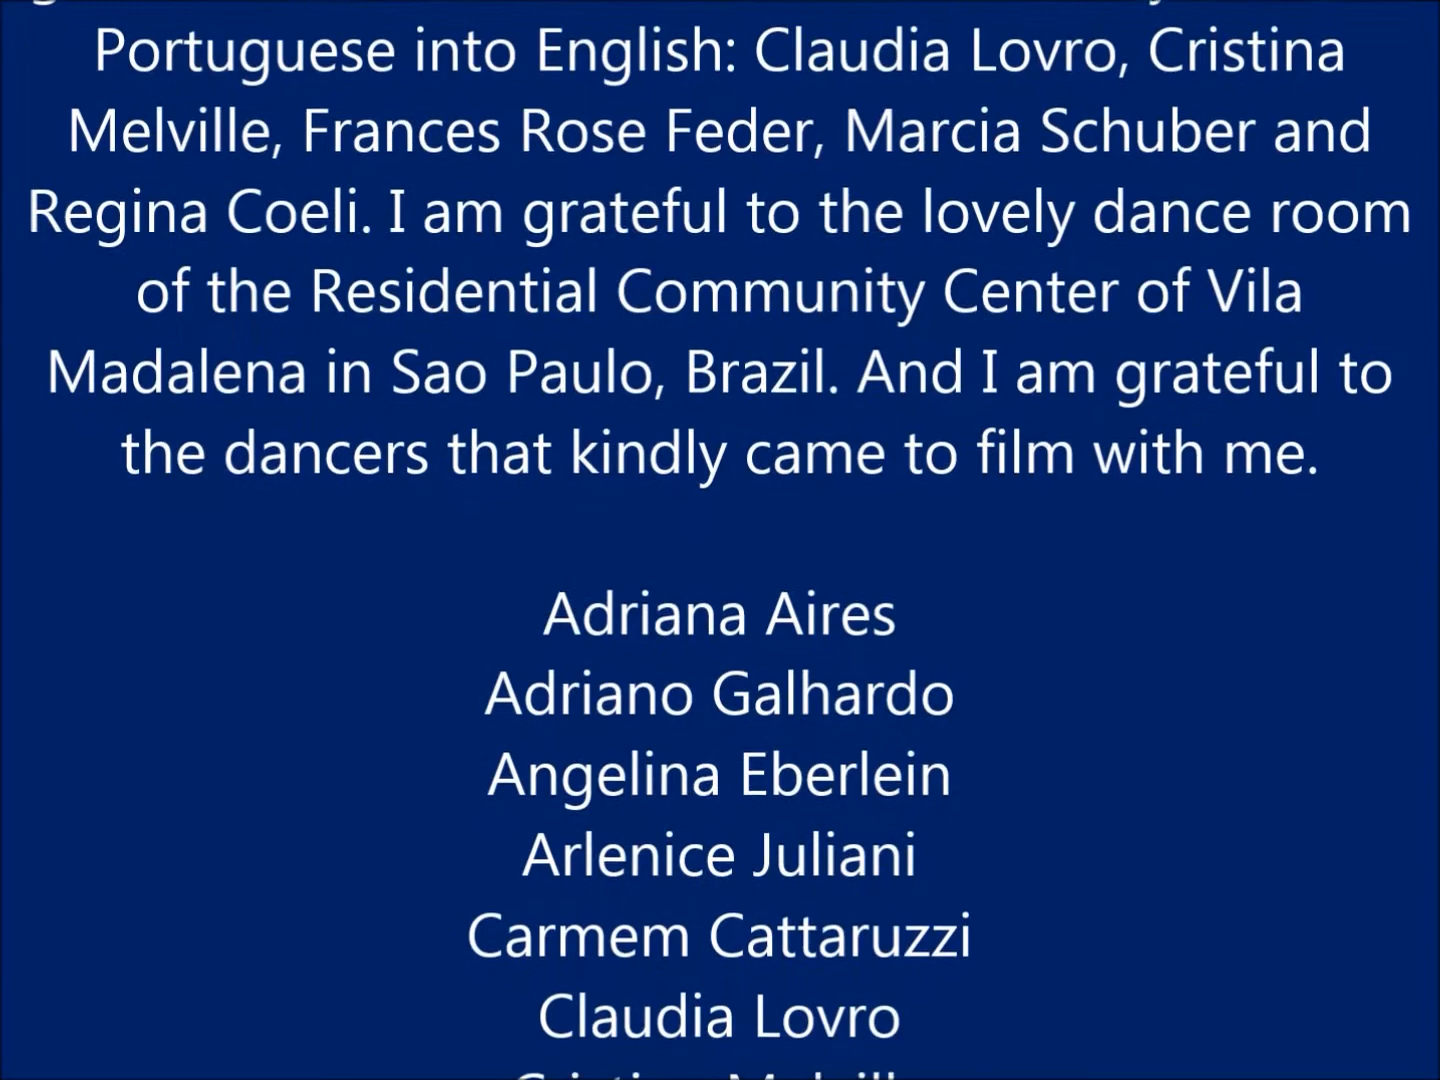 Portuguese into English: Claudia Lovro, Cristina
Melville, Frances Rose Feder, Marcia Schuber and
Regina Coeli. I am grateful to the lovely dance room
of the Residential Community Center of Vila
Madalena in Sao Paulo, Brazil. And I am grateful to
the dancers that kindly came to film with me.
Adriana Aires
Adriano Galhardo
Angelina Eberlein
Arlenice Juliani
Carmem Cattaruzzi
Claudia Lovro